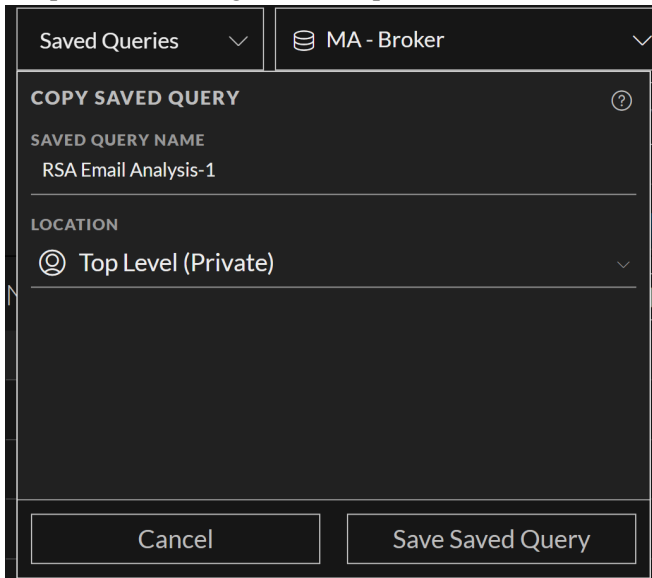 Saved Queries
MA - Broker
COPY SAVED QUERY
SAVED QUERY NAME
RSA Email Analysis-1
LOCATION
Top Level (Private)
Cancel
Save Saved Query